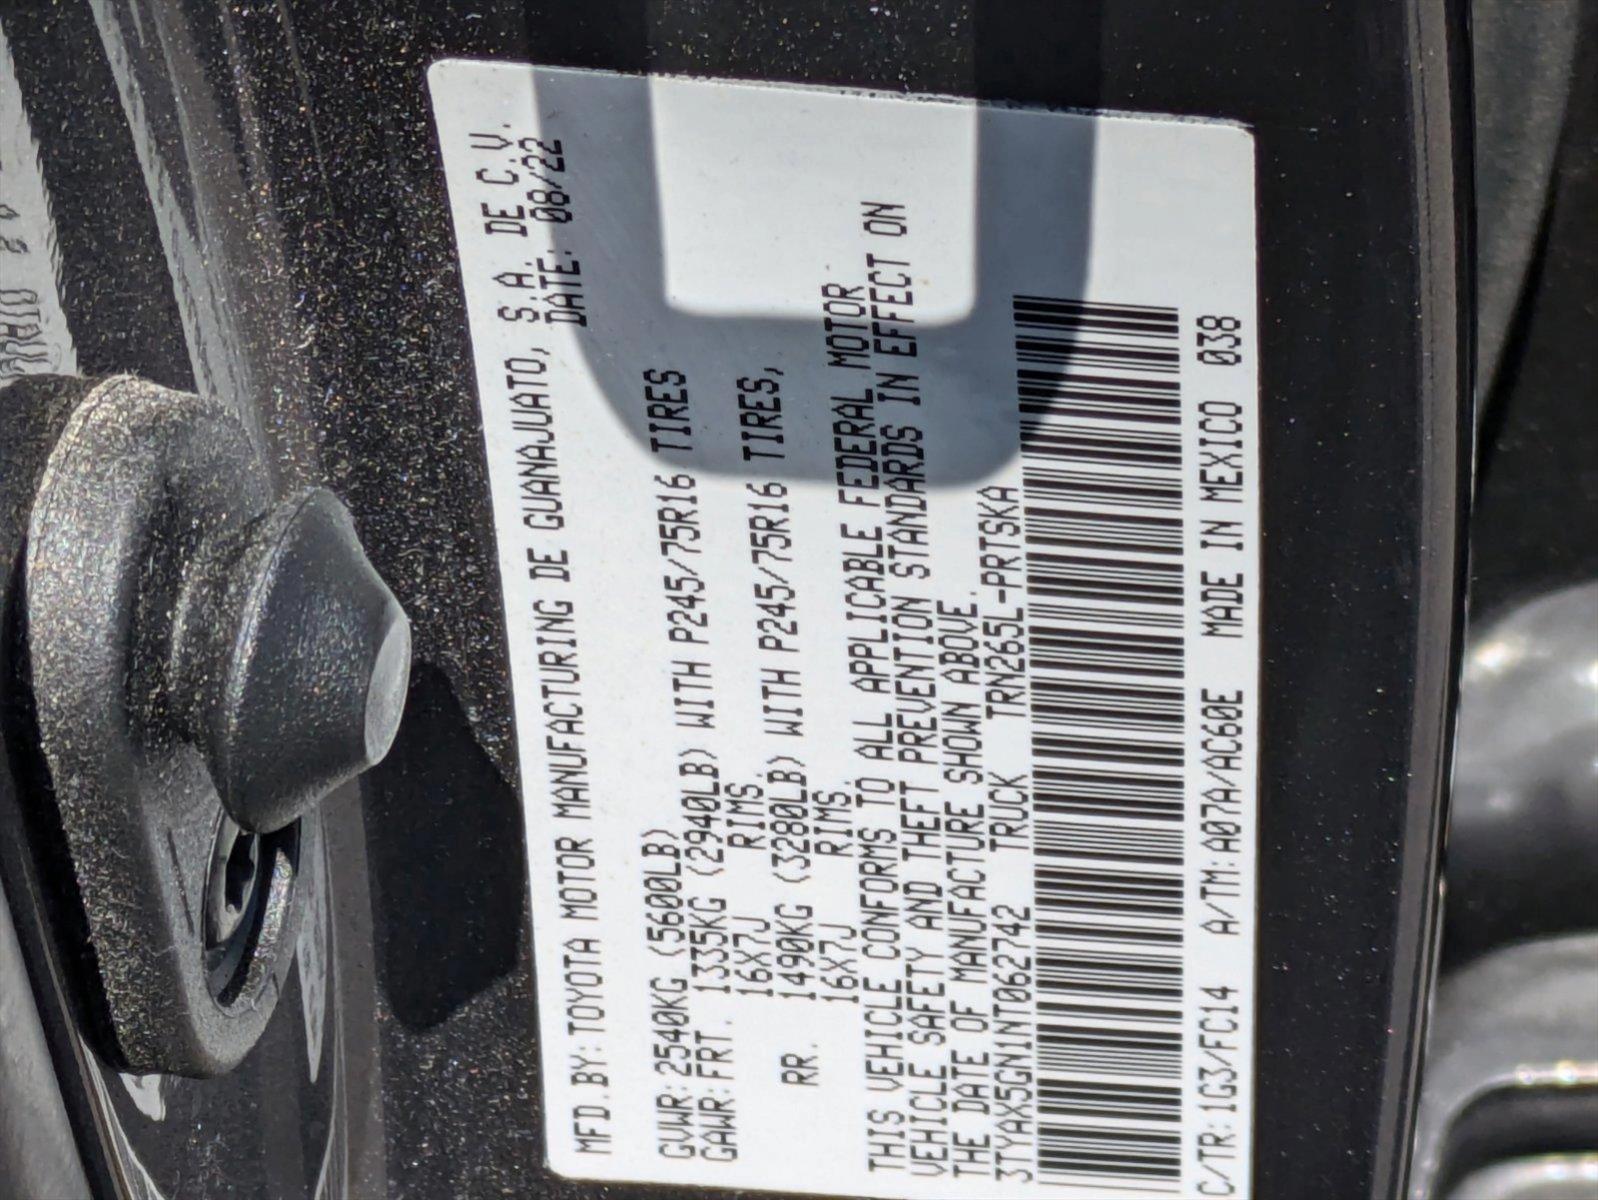 MFD.BY:TOYOTA MOTOR MANUFACTURING DE GUANAJUATO, S.A. DE C.V.
DATE: 08/22
GVWR:2540KG (5600LB)
GAWR:FRT. 1335KG (2940LB) WITH P245/75R16 TIRES
16X7J RIMS.
RR. 1490KG (3280LB) WITH P245/75R16 TIRES,
16X7J RIMS.
THIS VEHICLE CONFORMS TO ALL APPLICABLE FEDERAL MOTOR
VEHICLE SAFETY AND THEFT PREVENTION STANDARDS IN EFFECT ON
THE DATE OF MANUFACTURE SHOWN ABOVE.
3TYAX5GN1NT062742 TRUCK TRN265L-PRTSKA
C/TR:1G3/FC14 A/TM:A07A/AC60E MADE IN MEXICO 038